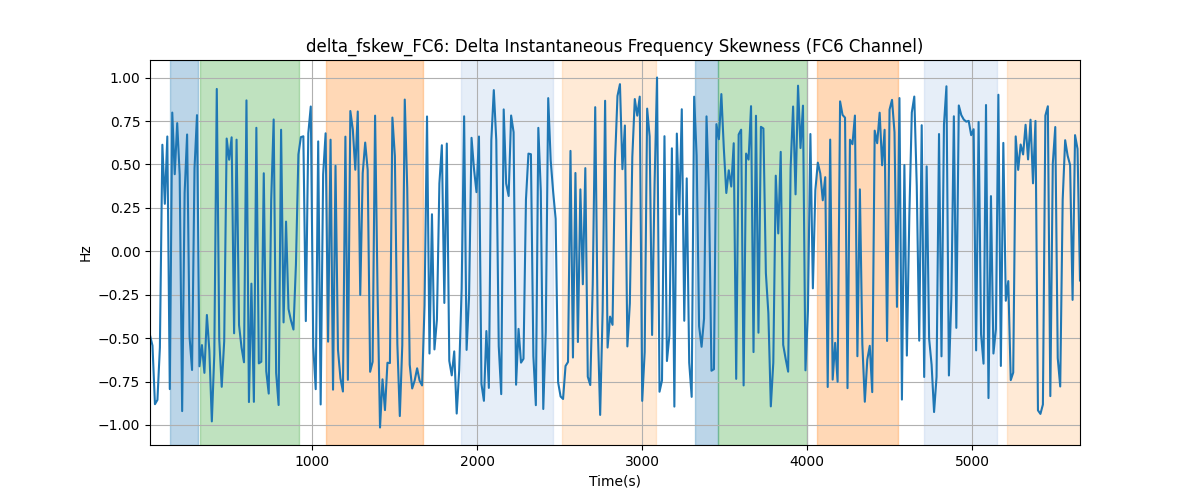 delta_fskew_FC6: Delta Instantaneous Frequency Skewness (FC6 Channel)
1.00
0.75
0.50
0.25
0.00
−0.25
−0.50
−0.75
−1.00
Hz
1000 2000 3000 4000 5000
Time(s)